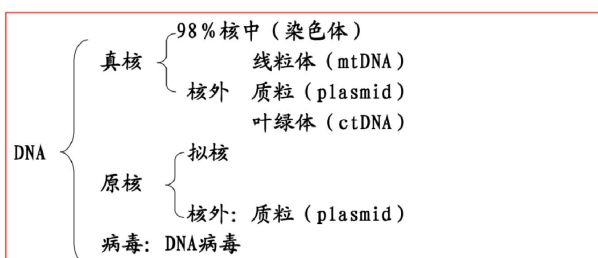 98%核中（染色体）
真核
线粒体（mtDNA）
核外 质粒（plasmid）
叶绿体（ctDNA）
DNA
拟核
原核
核外：质粒（plasmid）
病毒：DNA病毒